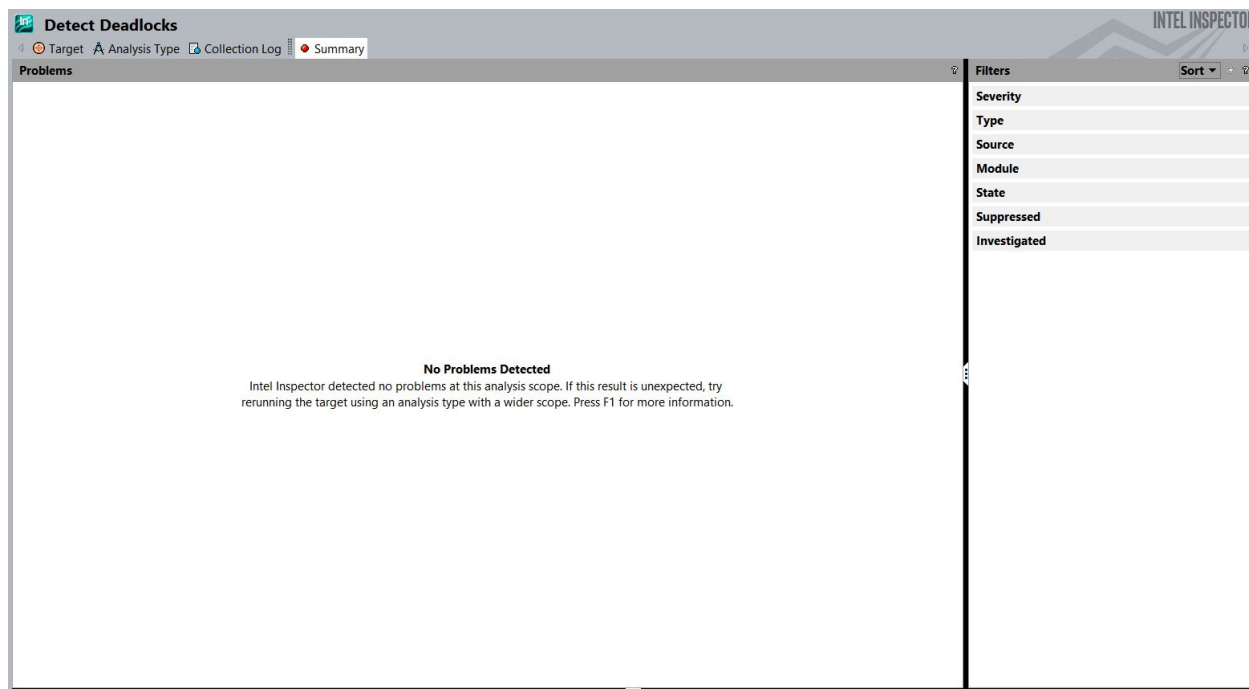 Detect Deadlocks
INTEL INSPECTOR
Target Analysis Type Collection Log Summary
Problems ?
Filters Sort ?
Severity
Type
Source
Module
State
Suppressed
Investigated
No Problems Detected
Intel Inspector detected no problems at this analysis scope. If this result is unexpected, try
rerunning the target using an analysis type with a wider scope. Press F1 for more information.